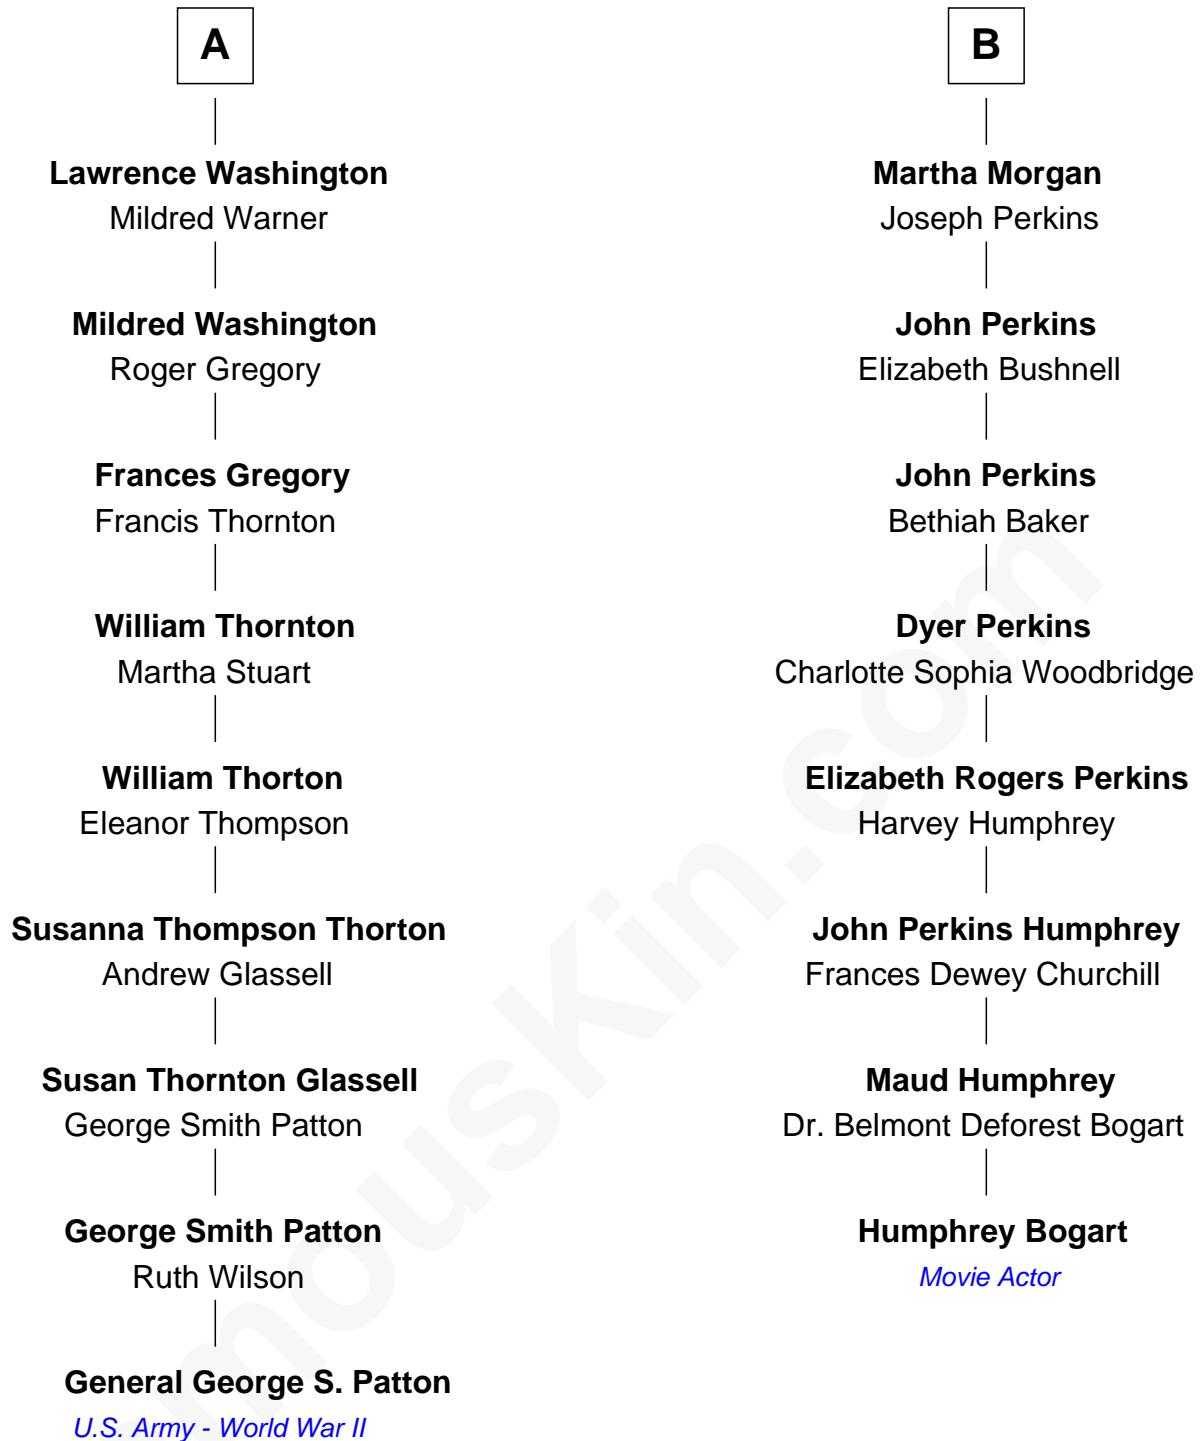 A
Lawrence Washington
Mildred Warner
Mildred Washington
Roger Gregory
Frances Gregory
Francis Thornton
William Thornton
Martha Stuart
William Thorton
Eleanor Thompson
Susanna Thompson Thorton
Andrew Glassell
Susan Thornton Glassell
George Smith Patton
George Smith Patton
Ruth Wilson
General George S. Patton
U.S. Army - World War II
B
Martha Morgan
Joseph Perkins
John Perkins
Elizabeth Bushnell
John Perkins
Bethiah Baker
Dyer Perkins
Charlotte Sophia Woodbridge
Elizabeth Rogers Perkins
Harvey Humphrey
John Perkins Humphrey
Frances Dewey Churchill
Maud Humphrey
Dr. Belmont Deforest Bogart
Humphrey Bogart
Movie Actor
mousKin.com